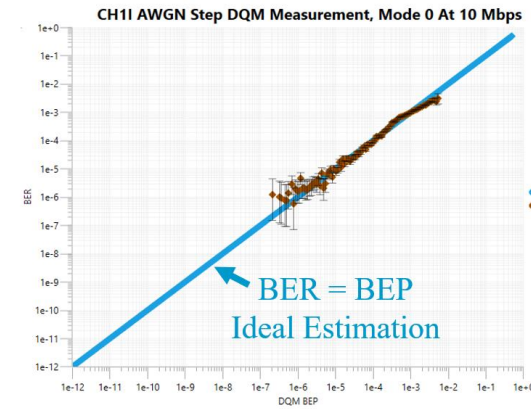 CH1I AWGN Step DQM Measurement, Mode 0 At 10 Mbps
1e+0
1e-1
1e-2
1e-3
1e-4
1e-5
1e-6
1e-7
1e-8
1e-9
1e-10
1e-11
1e-12
BER
BER = BEP
Ideal Estimation
1e-12 1e-11 1e-10 1e-9 1e-8 1e-7 1e-6 1e-5 1e-4 1e-3 1e-2 1e-1 1e+0
DQM BEP